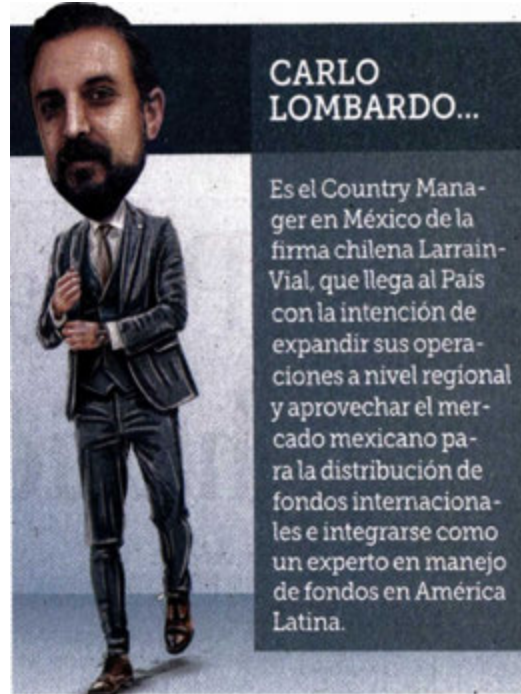 CARLO
LOMBARDO...
Es el Country Mana-
ger en México de la
firma chilena Larrain-
Vial, que llega al País
con la intención de
expandir sus opera-
ciones a nivel regional
y aprovechar el mer-
cado mexicano pa-
ra la distribución de
fondos internaciona-
les e integrarse como
un experto en manejo
de fondos en América
Latina.